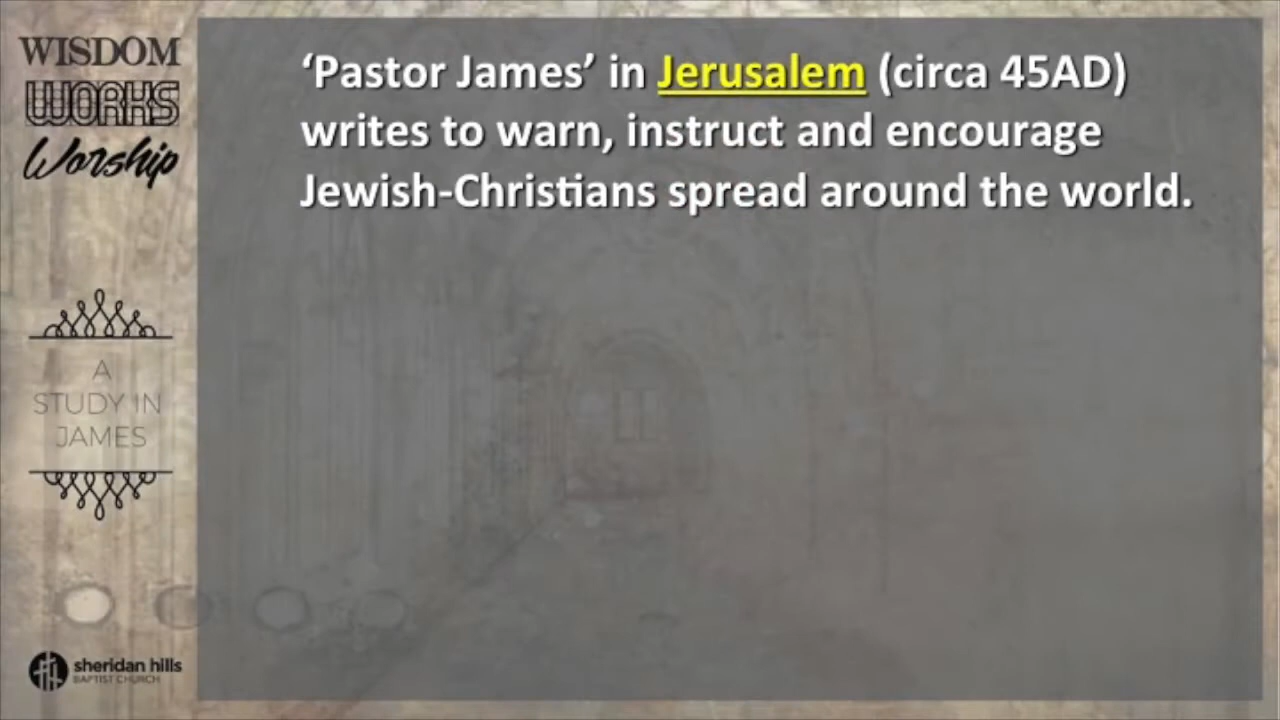 WISDOM
WORKS
Worship
A
STUDY IN
JAMES
sheridan hills
BAPTIST CHURCH
‘Pastor James’ in Jerusalem (circa 45AD)
writes to warn, instruct and encourage
Jewish-Christians spread around the world.